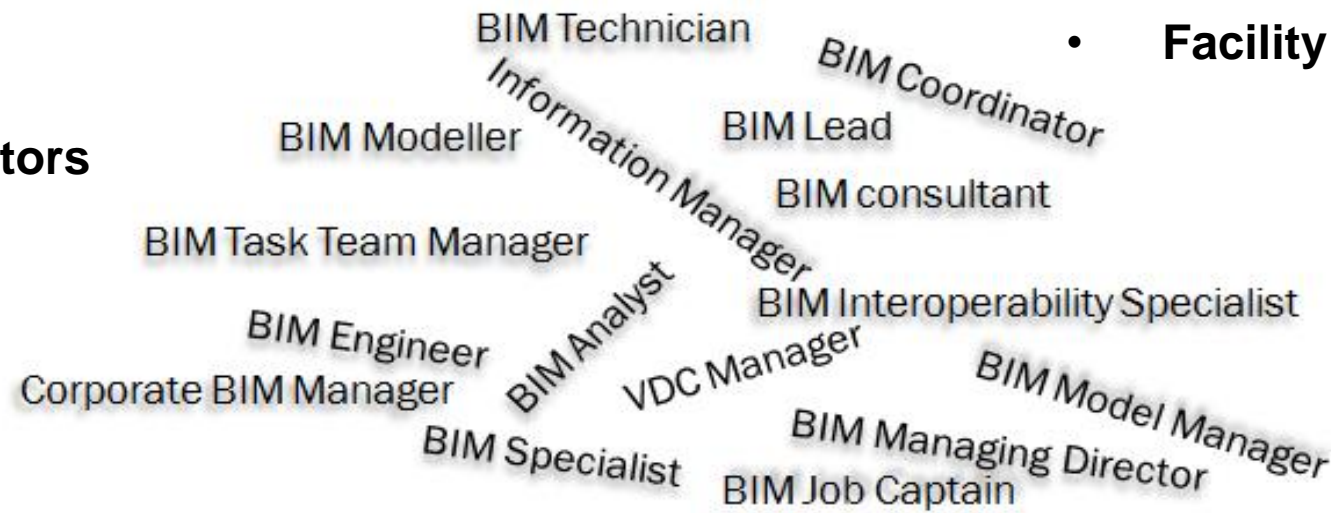 BIM Technician
• Facility
BIM Coordinator
Information Manager
BIM Modeller
BIM Lead
tors
BIM consultant
BIM Task Team Manager
BIM Analyst
BIM Interoperability Specialist
BIM Engineer
VDC Manager
BIM Model Manager
Corporate BIM Manager
BIM Managing Director
BIM Specialist
BIM Job Captain